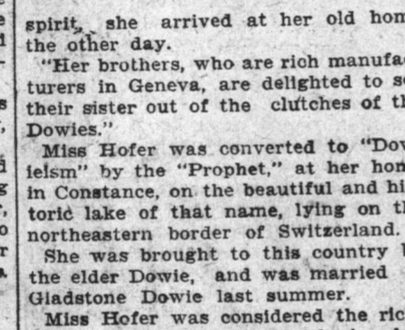 spirit, she arrived at her old hom
the other day.
"Her brothers, who are rich manufac
turers in Geneva, are delighted to s
their sister out of the clutches of th
Dowies."
Miss Hofer was converted to "Dow
ieism" by the "Prophet," at her hom
in Constance, on the beautiful and his
toric lake of that name, lying on th
northeastern border of Switzerland.
She was brought to this country b
the elder Dowie, and was married
Gladstone Dowie last summer.
Miss Hofer was considered the ric